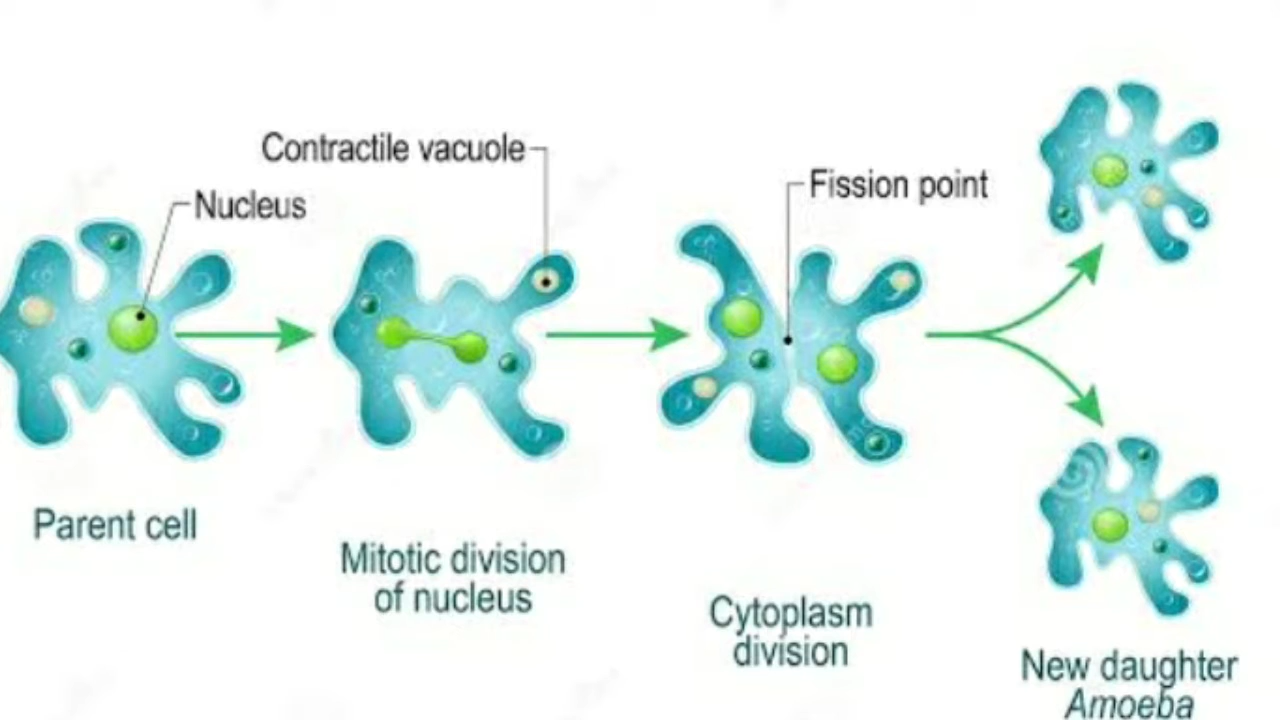 Contractile vacuole
Nucleus
Fission point
Parent cell
Mitotic division
of nucleus
Cytoplasm
division
New daughter
Amoeba